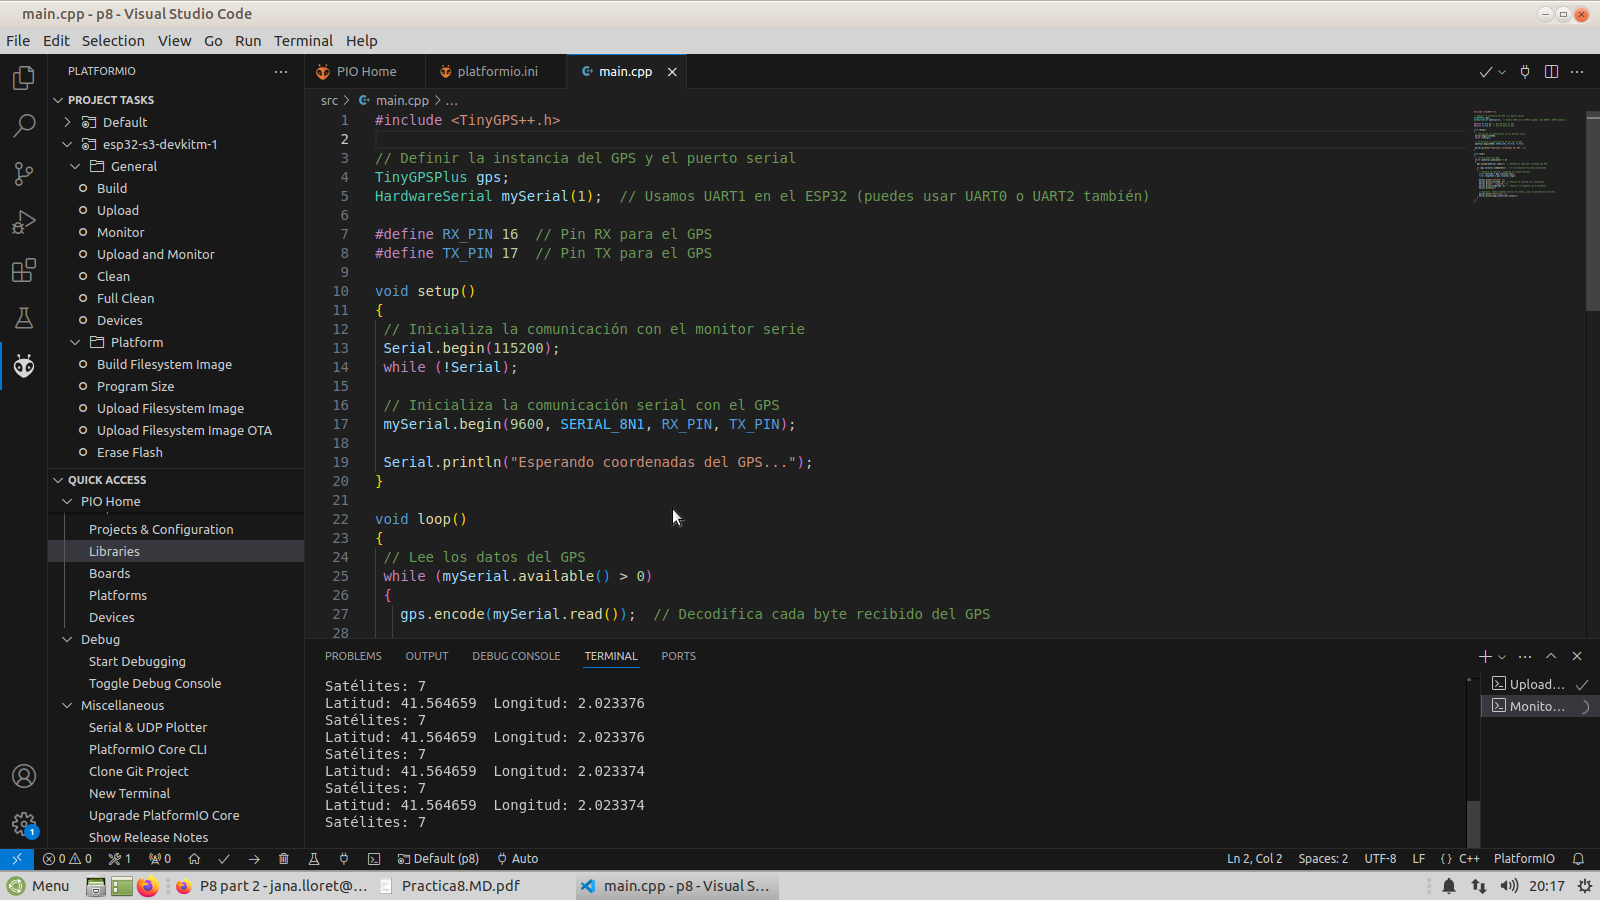 main.cpp - p8 - Visual Studio Code
File Edit Selection View Go Run Terminal Help
PLATFORMIO ...
PROJECT TASKS
Default
esp32-s3-devkitm-1
General
Build
Upload
Monitor
Upload and Monitor
Clean
Full Clean
Devices
Platform
Build Filesystem Image
Program Size
Upload Filesystem Image
Upload Filesystem Image OTA
Erase Flash
QUICK ACCESS
PIO Home
Projects & Configuration
Libraries
Boards
Platforms
Devices
Debug
Start Debugging
Toggle Debug Console
Miscellaneous
Serial & UDP Plotter
PlatformIO Core CLI
Clone Git Project
New Terminal
Upgrade PlatformIO Core
Show Release Notes
1
PIO Home platformio.ini main.cpp
src > main.cpp > ...
1 #include <TinyGPS++.h>
2
3 // Definir la instancia del GPS y el puerto serial
4 TinyGPSPlus gps;
5 HardwareSerial mySerial(1);  // Usamos UART1 en el ESP32 (puedes usar UART0 o UART2 también)
6
7 #define RX_PIN 16  // Pin RX para el GPS
8 #define TX_PIN 17  // Pin TX para el GPS
9
10 void setup()
11 {
12 // Inicializa la comunicación con el monitor serie
13 Serial.begin(115200);
14 while (!Serial);
15
16 // Inicializa la comunicación serial con el GPS
17 mySerial.begin(9600, SERIAL_8N1, RX_PIN, TX_PIN);
18
19 Serial.println("Esperando coordenadas del GPS...");
20 }
21
22 void loop()
23 {
24 // Lee los datos del GPS
25 while (mySerial.available() > 0)
26 {
27 gps.encode(mySerial.read());  // Decodifica cada byte recibido del GPS
28
PROBLEMS OUTPUT DEBUG CONSOLE TERMINAL PORTS
Satélites: 7
Latitud: 41.564659  Longitud: 2.023376
Satélites: 7
Latitud: 41.564659  Longitud: 2.023376
Satélites: 7
Latitud: 41.564659  Longitud: 2.023374
Satélites: 7
Latitud: 41.564659  Longitud: 2.023374
Satélites: 7
Upload...
Monito...
0 0 1 0 Default (p8) Auto Ln 2, Col 2 Spaces: 2 UTF-8 LF {} C++ PlatformIO
Menu P8 part 2 - jana.lloret@... Practica8.MD.pdf main.cpp - p8 - Visual S... 20:17